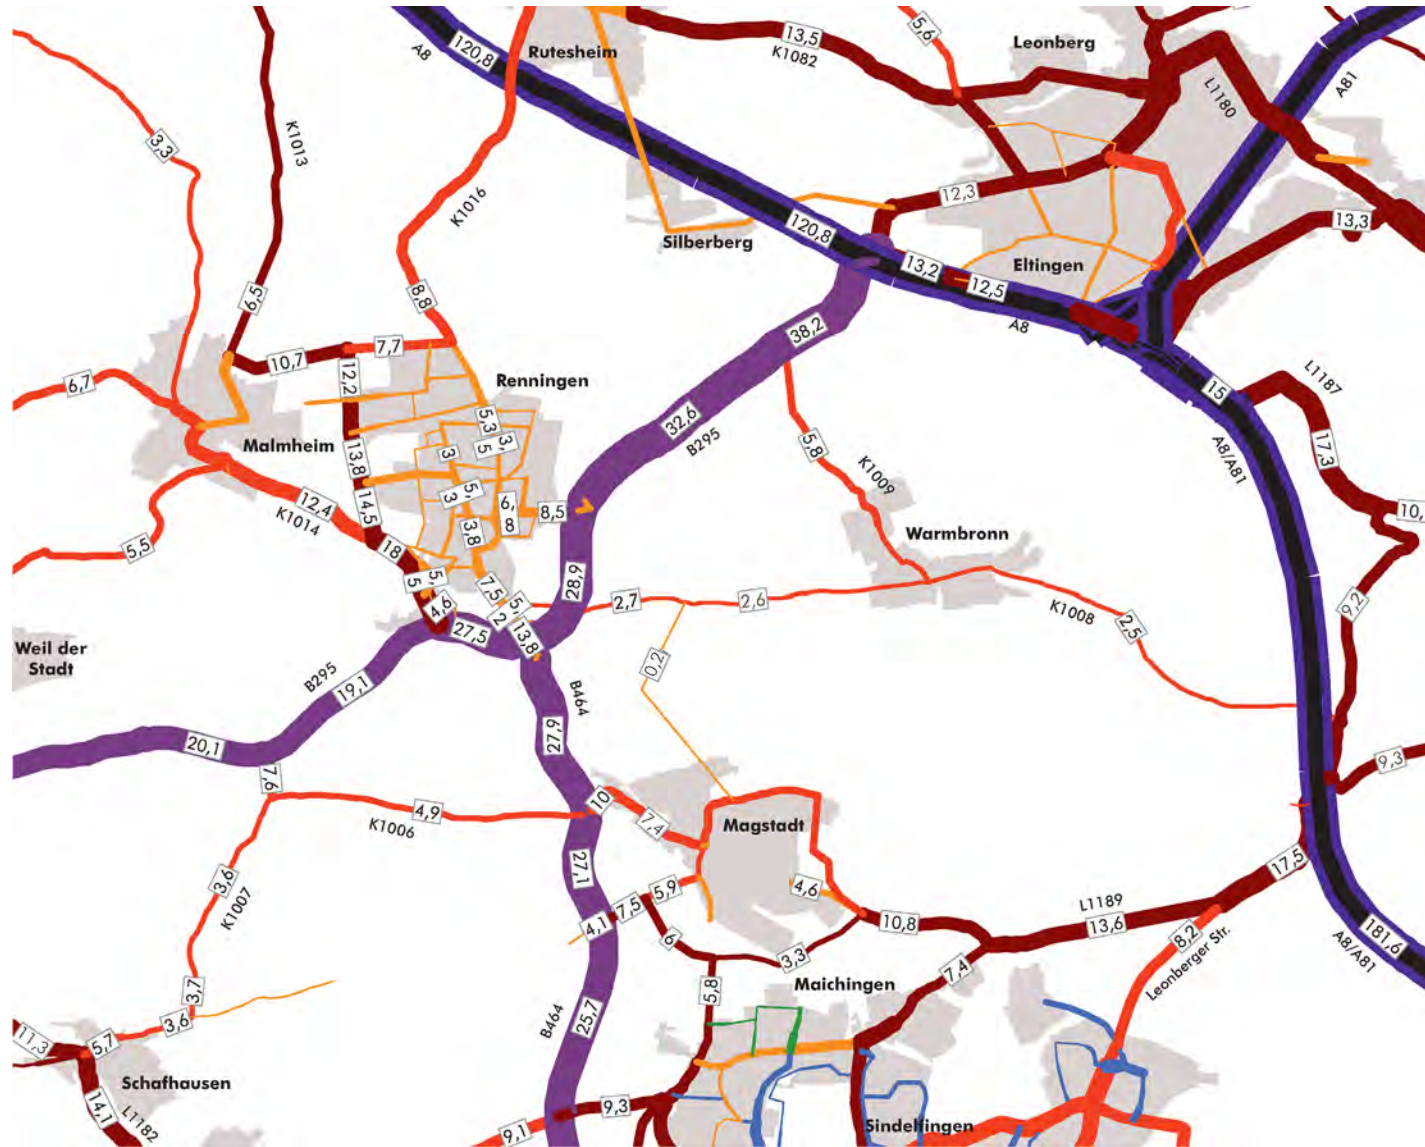 5,6
13,5
K1082
Rutesheim
Leonberg
A8
120,8
L1180
A81
K1013
3,3
K1016
12,3
13,3
120,8
Silberberg
13,2
12,5
Eltingen
A8
6,5
8,8
38,2
10,7
7,7
12,2
6,7
Renningen
5,3
3,
5
32,6
B295
15
L1187
A8/A81
17,3
Malmheim
13,8
3
5,8
K1009
12,4
K1014
14,5
5,
3
3
6,8
8,5
3,8
10,
5,5
18
Warmbronn
5,
5
4,6
7,5
5,
2
28,9
2,7
2,6
K1008
2,5
9,2
27,5
13,8
Weil der
Stadt
B295
19,1
0,2
B464
27,9
20,1
7,6
9,3
4,9
K1006
10
7,4
Magstadt
27,1
3,6
K1007
4,1
7,5
5,9
4,6
10,8
L1189
13,6
17,5
8,2
Leonberger Str.
181,6
A8/A81
6
3,3
7,4
3,7
5,8
Maichingen
B464
25,7
3,6
11,3
5,7
Schafhausen
14,1
L1182
9,3
9,1
Sindelfingen